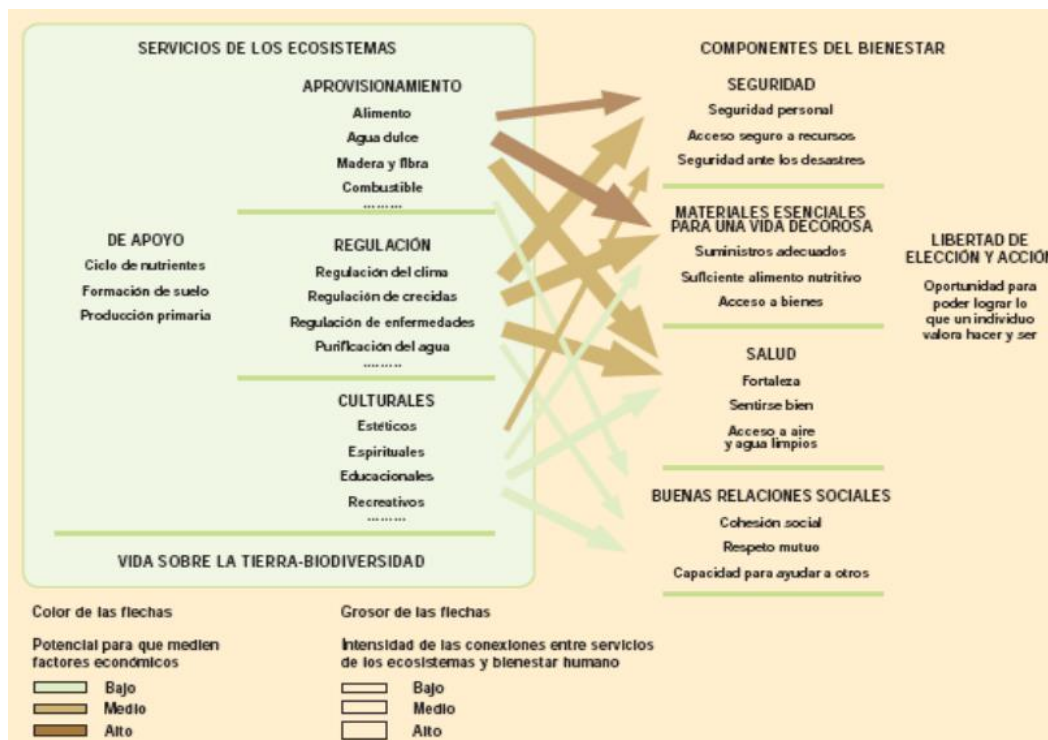 SERVICIOS DE LOS ECOSISTEMAS
APROVISIONAMIENTO
Alimento
Agua dulce
Madera y fibra
Combustible
………
DE APOYO
Ciclo de nutrientes
Formación de suelo
Producción primaria
REGULACIÓN
Regulación del clima
Regulación de crecidas
Regulación de enfermedades
Purificación del agua
………
CULTURALES
Estéticos
Espirituales
Educacionales
Recreativos
………
VIDA SOBRE LA TIERRA-BIODIVERSIDAD
COMPONENTES DEL BIENESTAR
SEGURIDAD
Seguridad personal
Acceso seguro a recursos
Seguridad ante los desastres
MATERIALES ESENCIALES
PARA UNA VIDA DECOROSA
Suministros adecuados
Suficiente alimento nutritivo
Acceso a bienes
SALUD
Fortaleza
Sentirse bien
Acceso a aire
y agua limpios
BUENAS RELACIONES SOCIALES
Cohesión social
Respeto mutuo
Capacidad para ayudar a otros
LIBERTAD DE
ELECCIÓN Y ACCIÓN
Oportunidad para
poder lograr lo
que un individuo
valora hacer y ser
Color de las flechas
Potencial para que medien
factores económicos
Bajo
Medio
Alto
Grosor de las flechas
Intensidad de las conexiones entre servicios
de los ecosistemas y bienestar humano
Bajo
Medio
Alto